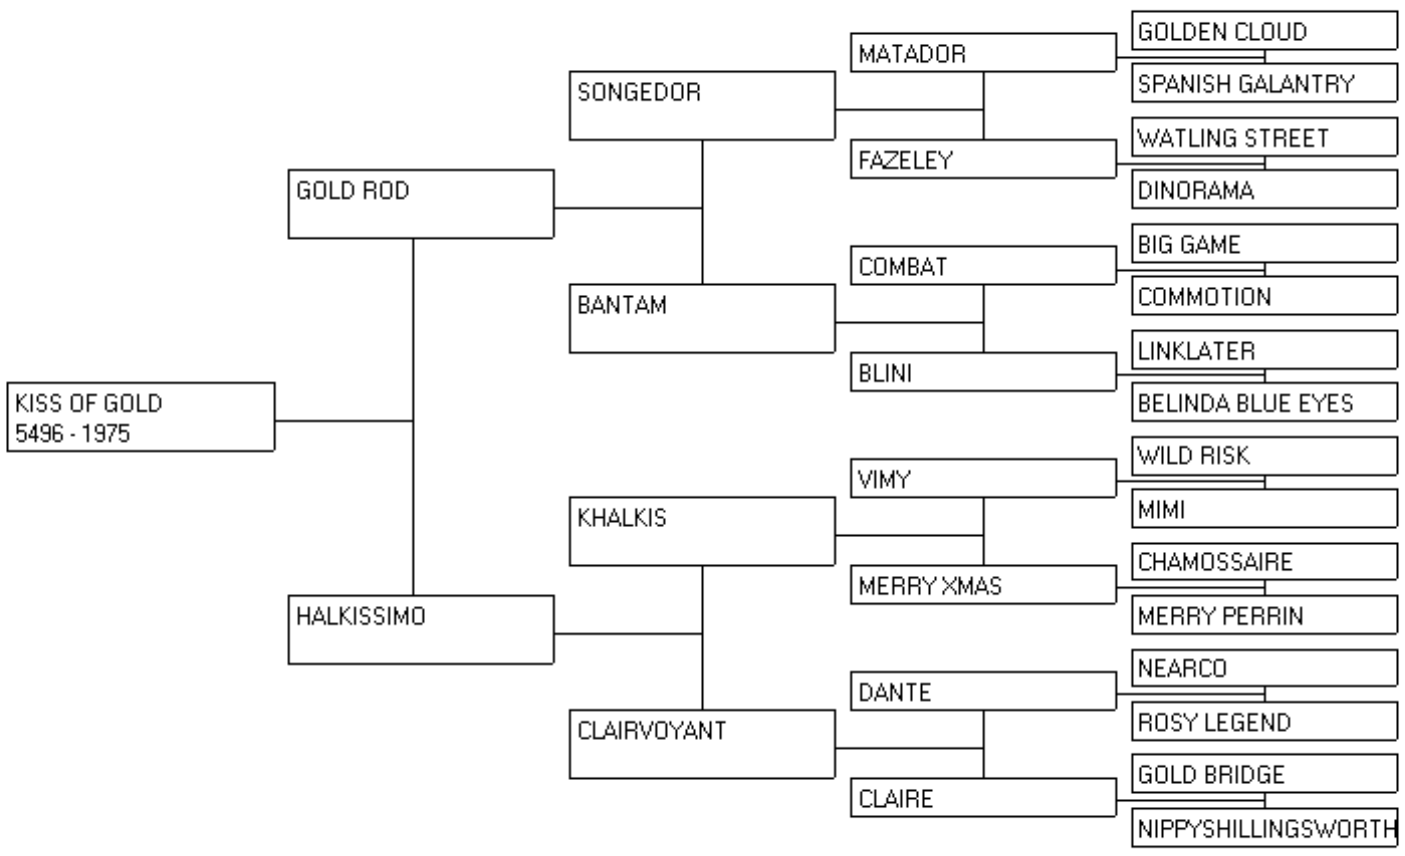 GOLDEN CLOUD
MATADOR
SPANISH GALANTRY
SONGEDOR
WATLING STREET
FAZELEY
DINORAMA
GOLD ROD
BIG GAME
COMBAT
COMMOTION
BANTAM
LINKLATER
BLINI
BELINDA BLUE EYES
KISS OF GOLD
5496 - 1975
WILD RISK
VIMY
MIMI
KHALKIS
CHAMOSSAIRE
MERRY XMAS
MERRY PERRIN
HALKISSIMO
NEARCO
DANTE
ROSY LEGEND
CLAIRVOYANT
GOLD BRIDGE
CLAIRE
NIPPYSHILLINGSWORTH